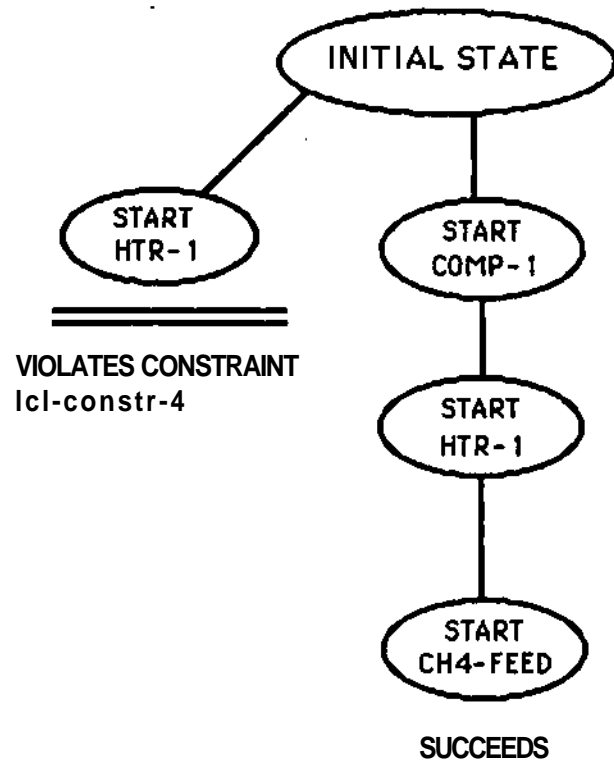 INITIAL STATE
START
HTR-1
VIOLATES CONSTRAINT
lcl-constr-4
START
COMP-1
START
HTR-1
START
CH4-FEED
SUCCEEDS